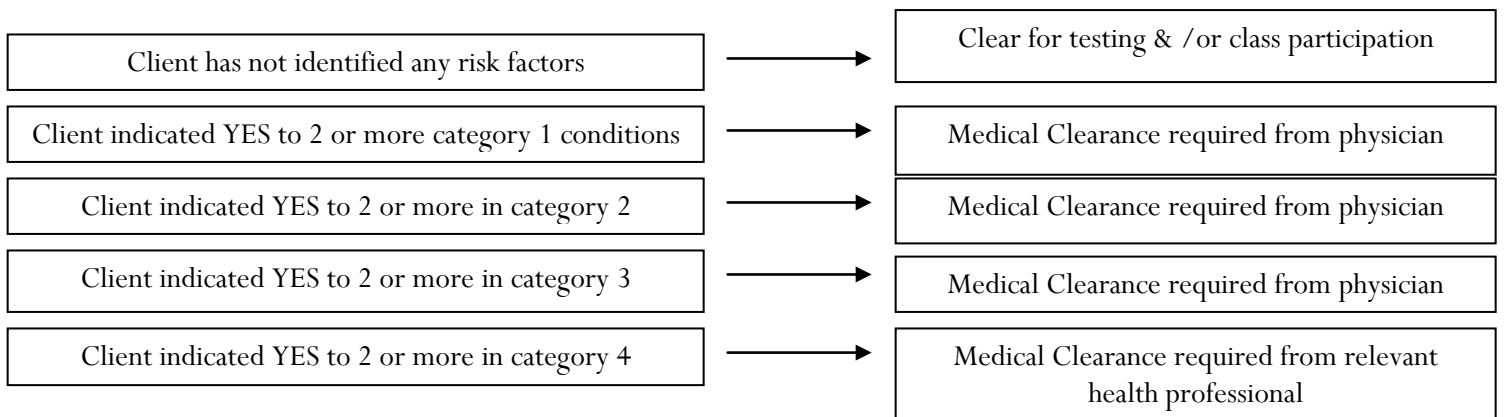 Client has not identified any risk factors
Clear for testing & /or class participation
Client indicated YES to 2 or more category 1 conditions
Medical Clearance required from physician
Client indicated YES to 2 or more in category 2
Medical Clearance required from physician
Client indicated YES to 2 or more in category 3
Medical Clearance required from physician
Client indicated YES to 2 or more in category 4
Medical Clearance required from relevant
health professional